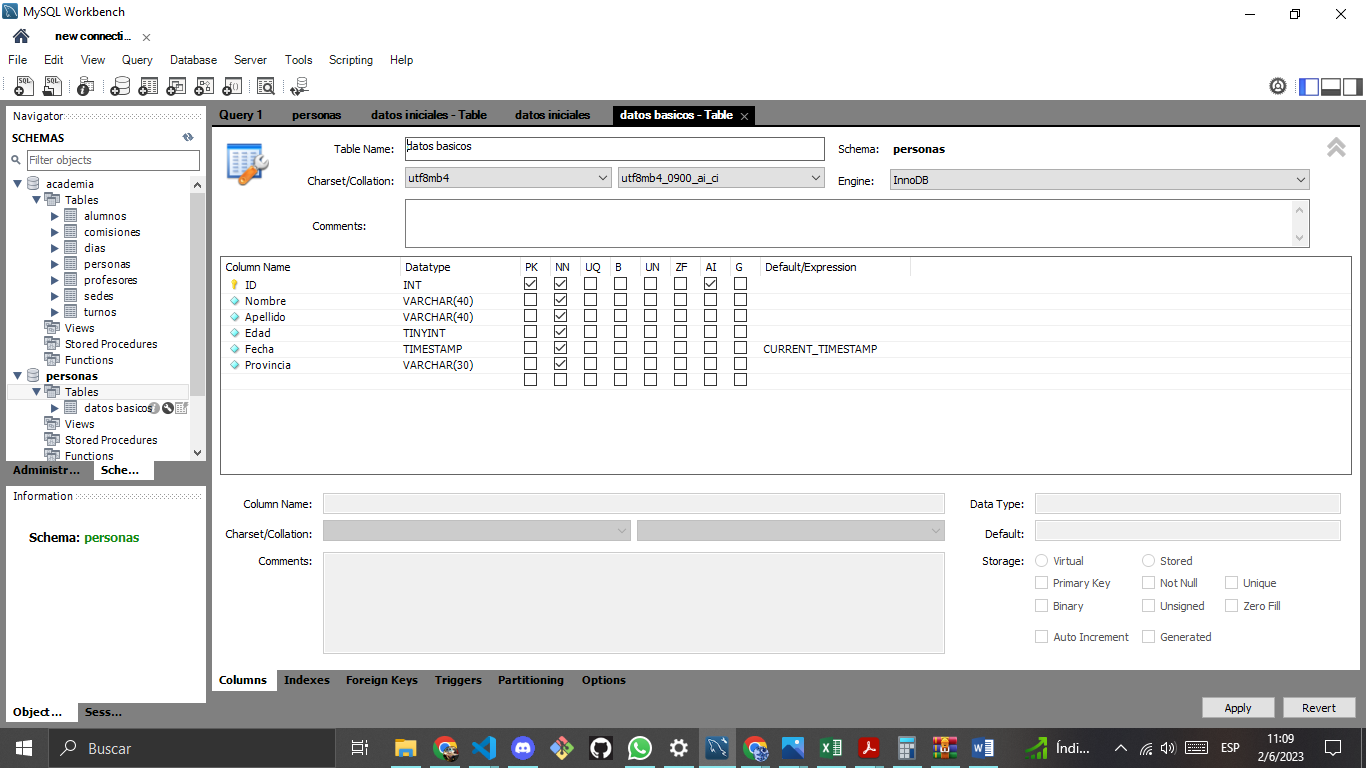 MySQL Workbench
new connecti...
File Edit View Query Database Server Tools Scripting Help
Navigator
SCHEMAS
Filter objects
academia
Tables
alumnos
comisiones
dias
personas
profesores
sedes
turnos
Views
Stored Procedures
Functions
personas
Tables
datos basicos
Views
Stored Procedures
Functions
Administr... Sche...
Information
Schema: personas
Object... Sess...
Query 1 personas datos iniciales - Table datos iniciales datos basicos - Table
Table Name: datos basicos Schema: personas
Charset/Collation: utf8mb4 utf8mb4_0900_ai_ci Engine: InnoDB
Comments:
Column Name Datatype PK NN UQ B UN ZF AI G Default/Expression
ID INT
Nombre VARCHAR(40)
Apellido VARCHAR(40)
Edad TINYINT
Fecha TIMESTAMP CURRENT_TIMESTAMP
Provincia VARCHAR(30)
Column Name: Data Type:
Charset/Collation: Default:
Comments: Storage: Virtual Stored
Primary Key Not Null Unique
Binary Unsigned Zero Fill
Auto Increment Generated
Columns Indexes Foreign Keys Triggers Partitioning Options
Apply Revert
Buscar
Índi...
ESP
11:09
2/6/2023